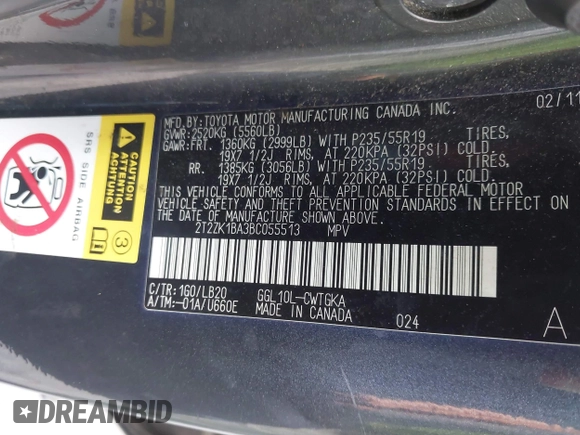 MFD.BY:TOYOTA MOTOR MANUFACTURING CANADA INC. 02/11
GVWR:2520KG (5560LB)
GAWR:FRT. 1360KG (2999LB) WITH P235/55R19 TIRES,
19X7 1/2J RIMS, AT 220KPA (32PSI) COLD.
RR. 1385KG (3056LB) WITH P235/55R19 TIRES,
19X7 1/2J RIMS, AT 220KPA (32PSI) COLD.
THIS VEHICLE CONFORMS TO ALL APPLICABLE FEDERAL MOTOR
VEHICLE SAFETY AND THEFT PREVENTION STANDARDS IN EFFECT ON
THE DATE OF MANUFACTURE SHOWN ABOVE.
2T2ZK1BA3BC055513 MPV
C/TR:1G0/LB20 GGL10L-CWTGKA
A/TM:-01A/U660E MADE IN CANADA 024 A
SRS SIDE AIRBAG
CAUTION
ATTENTION
ACHTUNG
3
DREAMBID